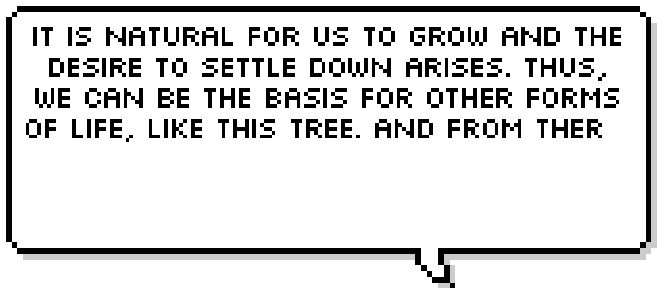 IT IS NATURAL FOR US TO GROW AND THE
DESIRE TO SETTLE DOWN ARISES. THUS,
WE CAN BE THE BASIS FOR OTHER FORMS
OF LIFE, LIKE THIS TREE. AND FROM THER